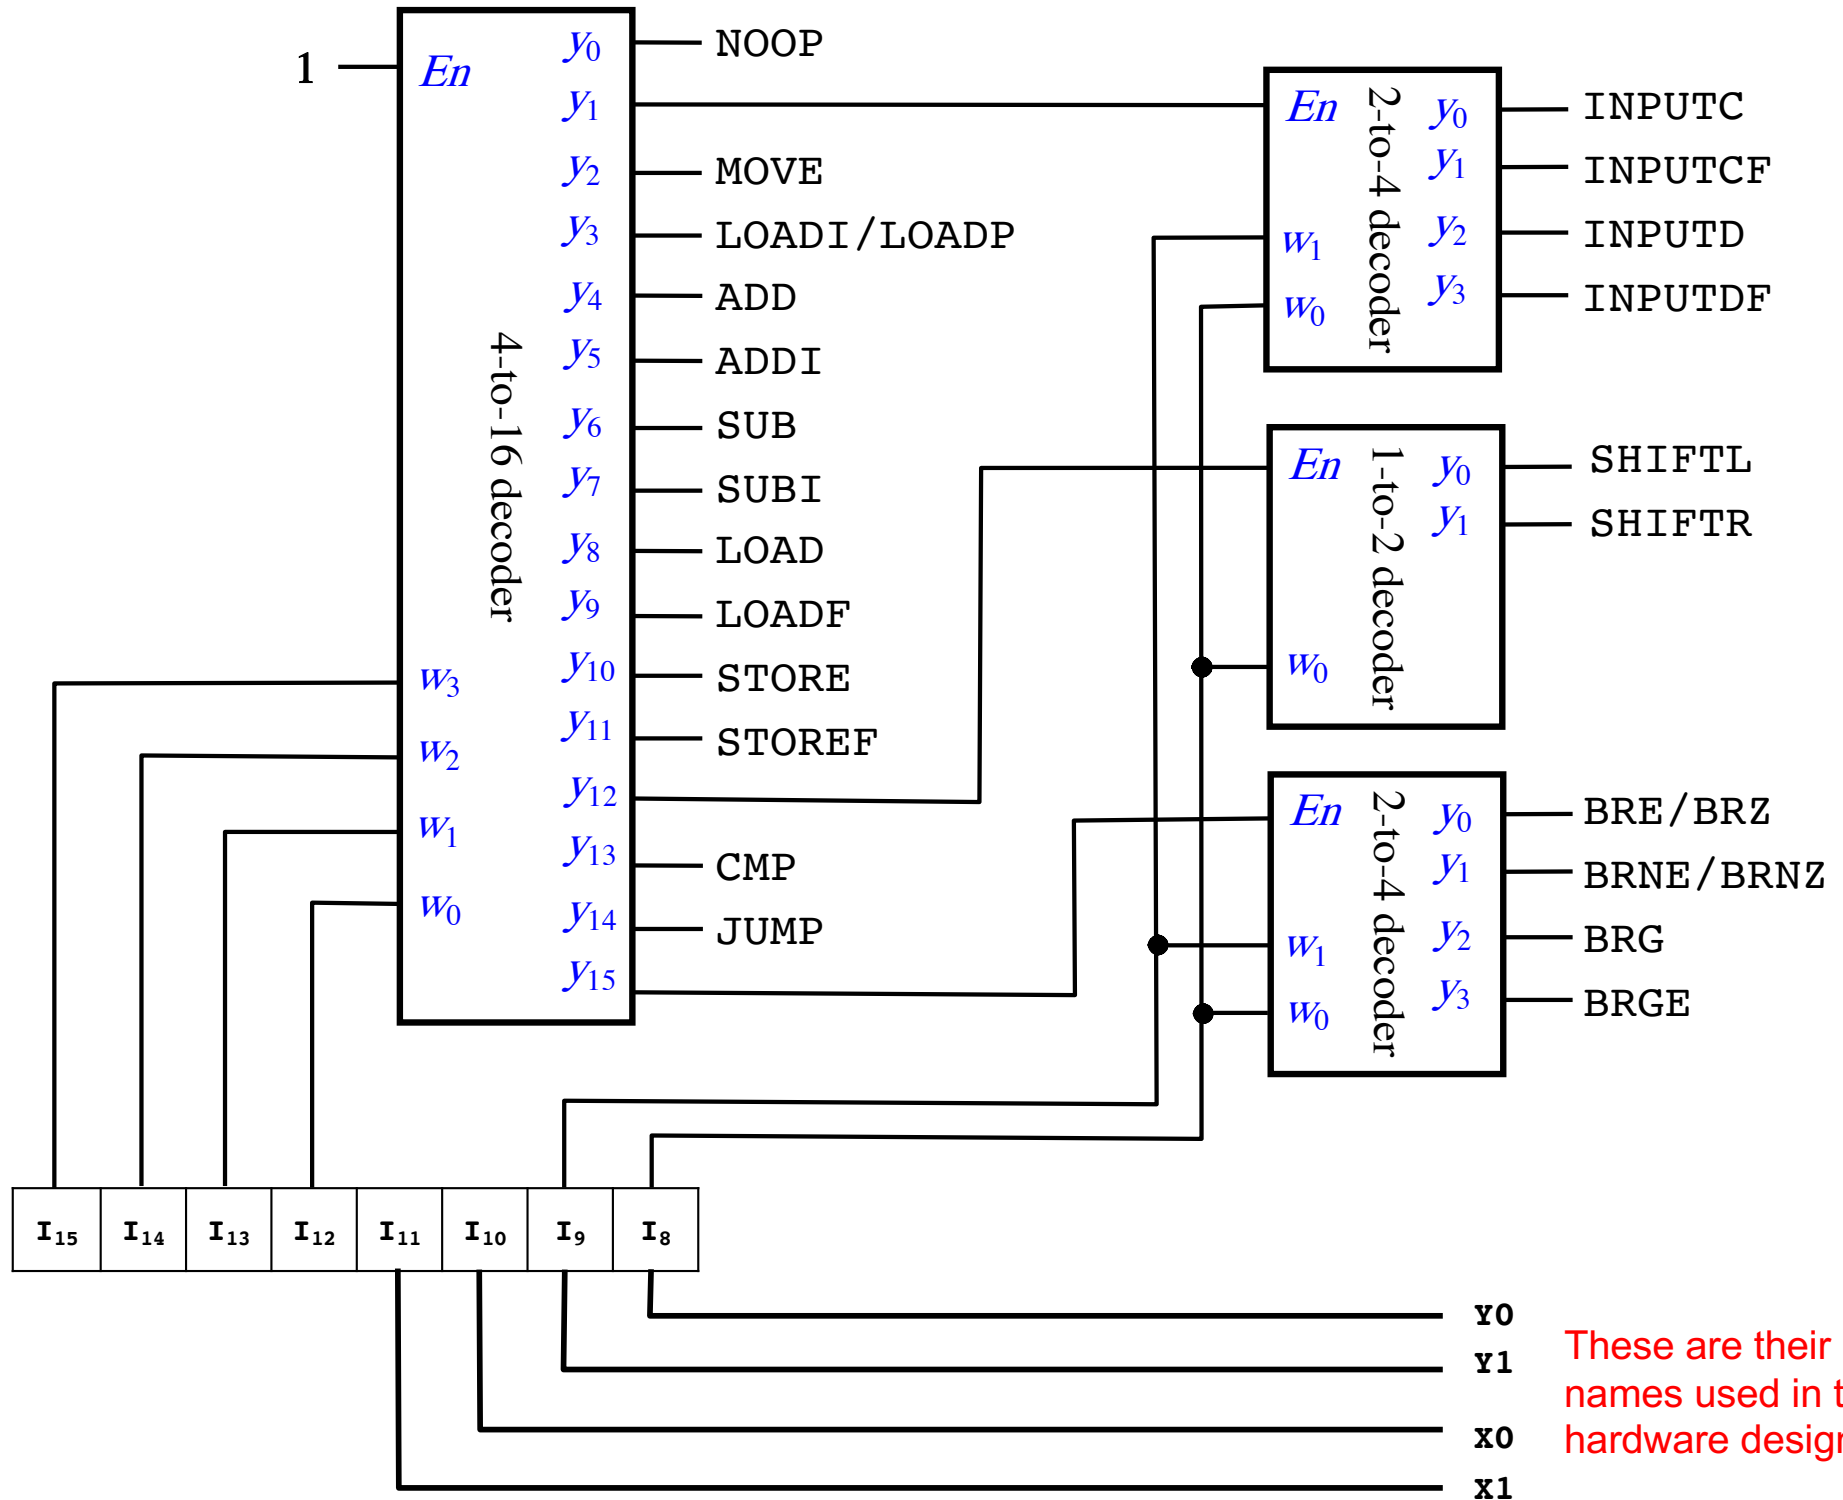 1
En
4-to-16 decoder
w3
w2
w1
w0
y0
y1
y2
y3
y4
y5
y6
y7
y8
y9
y10
y11
y12
y13
y14
y15
NOOP
MOVE
LOADI/LOADP
ADD
ADDI
SUB
SUBI
LOAD
LOADF
STORE
STOREF
CMP
JUMP
En
w1
w0
2-to-4 decoder
y0
y1
y2
y3
INPUTC
INPUTCF
INPUTD
INPUTDF
En
w0
1-to-2 decoder
y0
y1
SHIFTL
SHIFTR
En
w1
w0
2-to-4 decoder
y0
y1
y2
y3
BRE/BRZ
BRNE/BRNZ
BRG
BRGE
I15 I14 I13 I12 I11 I10 I9 I8
Y0
Y1
X0
X1
These are their
names used in
hardware